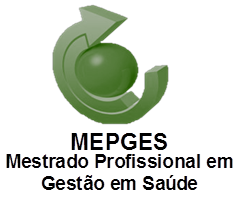 MEPGES
Mestrado Profissional em
Gestão em Saúde